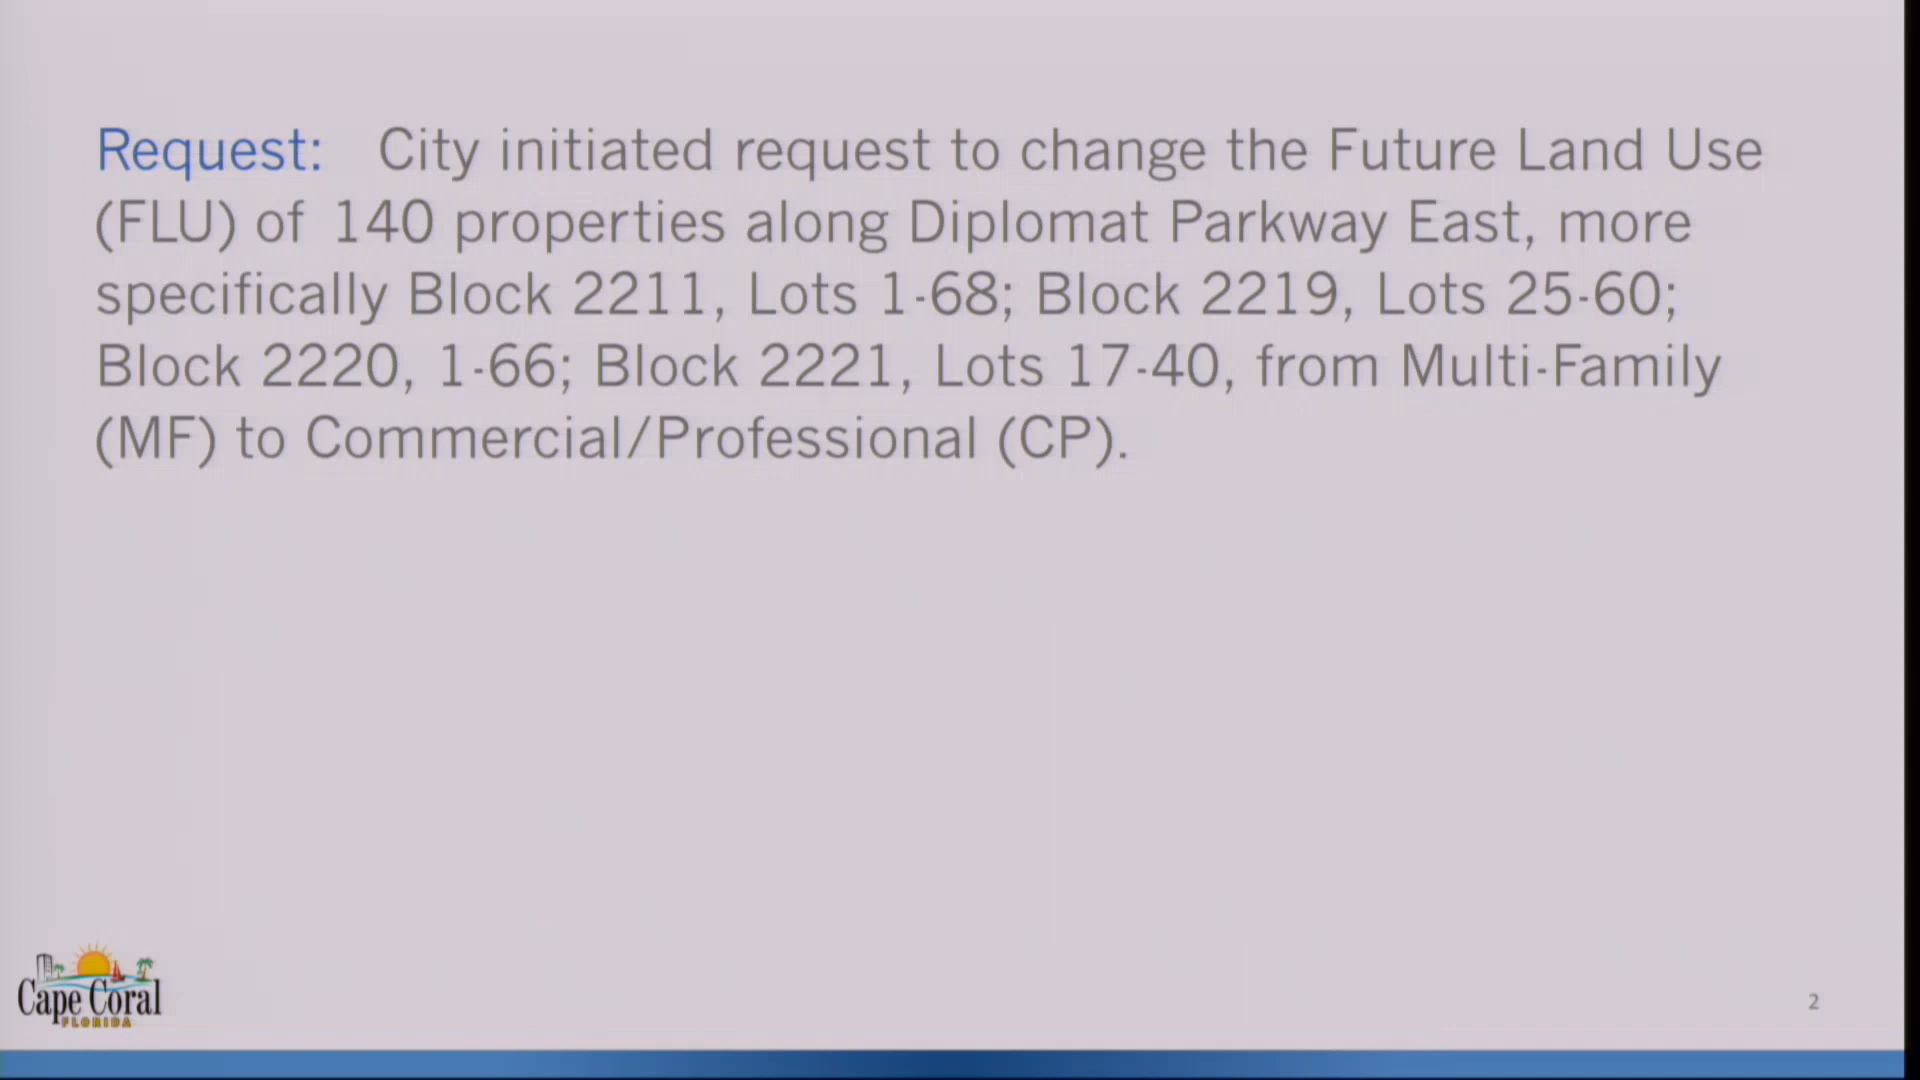 Request: City initiated request to change the Future Land Use
(FLU) of 140 properties along Diplomat Parkway East, more
specifically Block 2211, Lots 1-68; Block 2219, Lots 25-60;
Block 2220, 1-66; Block 2221, Lots 17-40, from Multi-Family
(MF) to Commercial/Professional (CP).
Cape Coral
FLORIDA
2